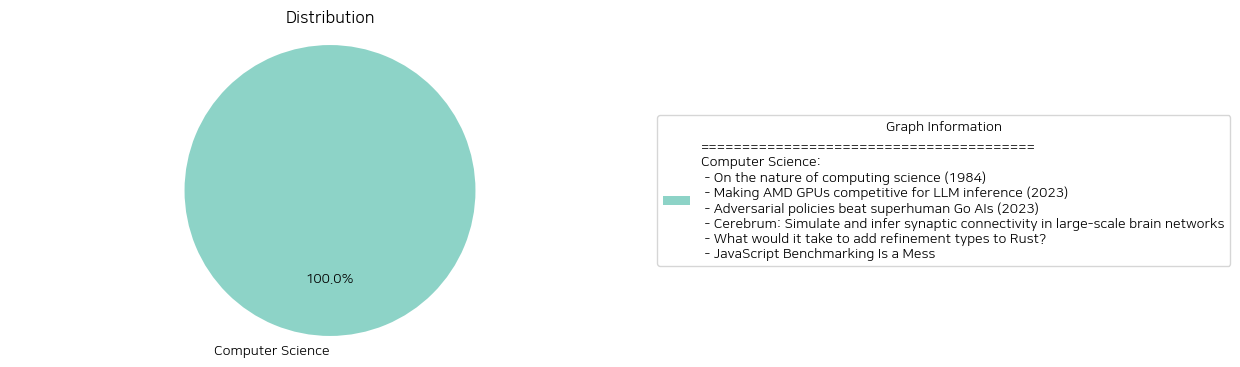 Distribution
100.0%
Computer Science
Graph Information
========================================
Computer Science:
- On the nature of computing science (1984)
- Making AMD GPUs competitive for LLM inference (2023)
- Adversarial policies beat superhuman Go AIs (2023)
- Cerebrum: Simulate and infer synaptic connectivity in large-scale brain networks
- What would it take to add refinement types to Rust?
- JavaScript Benchmarking Is a Mess